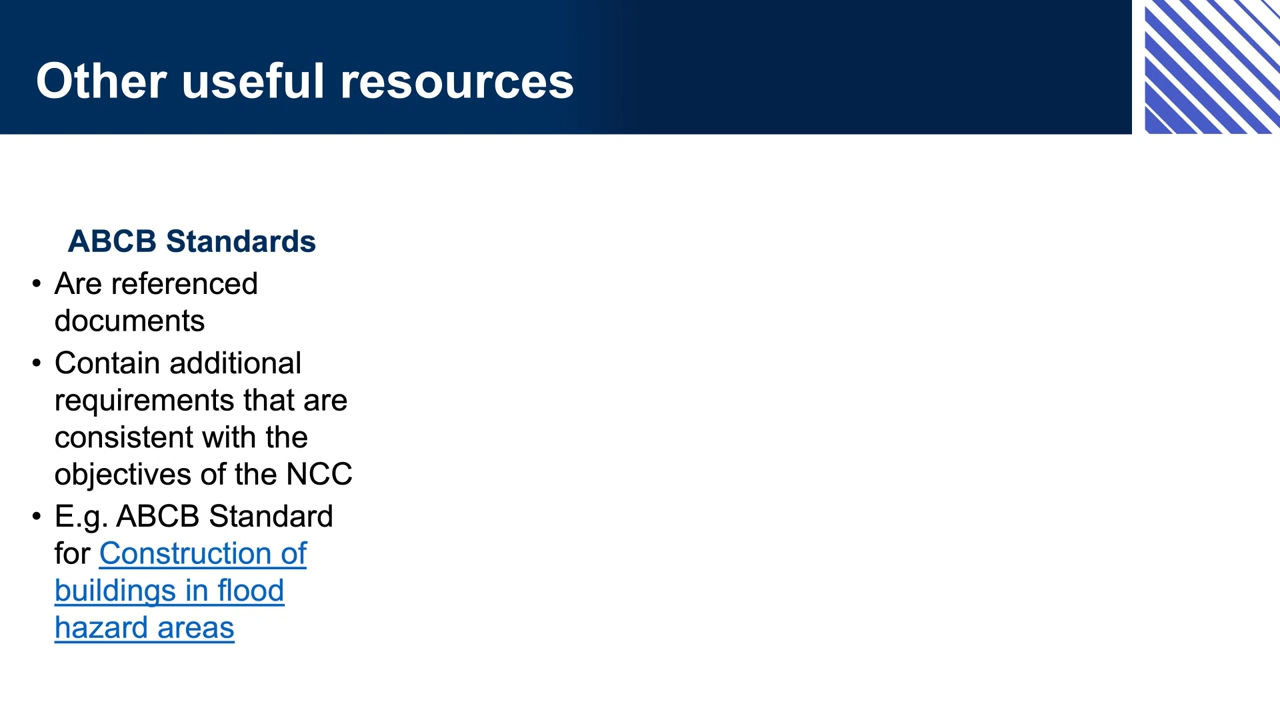 Other useful resources
ABCB Standards
• Are referenced
documents
• Contain additional
requirements that are
consistent with the
objectives of the NCC
• E.g. ABCB Standard
for Construction of
buildings in flood
hazard areas